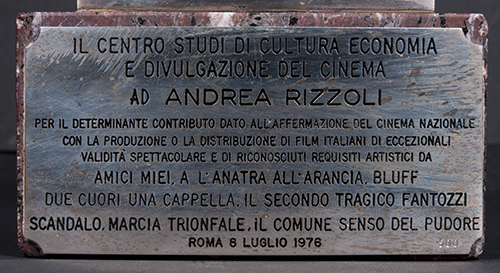 IL CENTRO STUDI DI CULTURA ECONOMIA
E DIVULGAZIONE DEL CINEMA
AD ANDREA RIZZOLI
PER IL DETERMINANTE CONTRIBUTO DATO ALL'AFFERMAZIONE DEL CINEMA NAZIONALE
CON LA PRODUZIONE O LA DISTRIBUZIONE DI FILM ITALIANI DI ECCEZIONALI
VALIDITÀ SPETTACOLARE E DI RICONOSCIUTI REQUISITI ARTISTICI DA
AMICI MIEI, A L'ANATRA ALL'ARANCIA, BLUFF
DUE CUORI UNA CAPPELLA, IL SECONDO TRAGICO FANTOZZI
SCANDALO, MARCIA TRIONFALE, iL COMUNE SENSO DEL PUDORE
ROMA 8 LUGLIO 1976